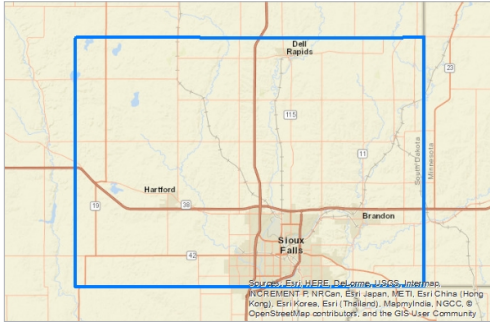 Dell
Rapids
23
115
11
South Dakota
Minnesota
Hartford
38
19
Brandon
Sioux
Falls
42
Sources: Esri, HERE, DeLorme, USGS, Intermap,
INCREMENT P, NRCan, Esri Japan, METI, Esri China (Hong
Kong), Esri Korea, Esri (Thailand), MapmyIndia, NGCC, ©
OpenStreetMap contributors, and the GIS User Community